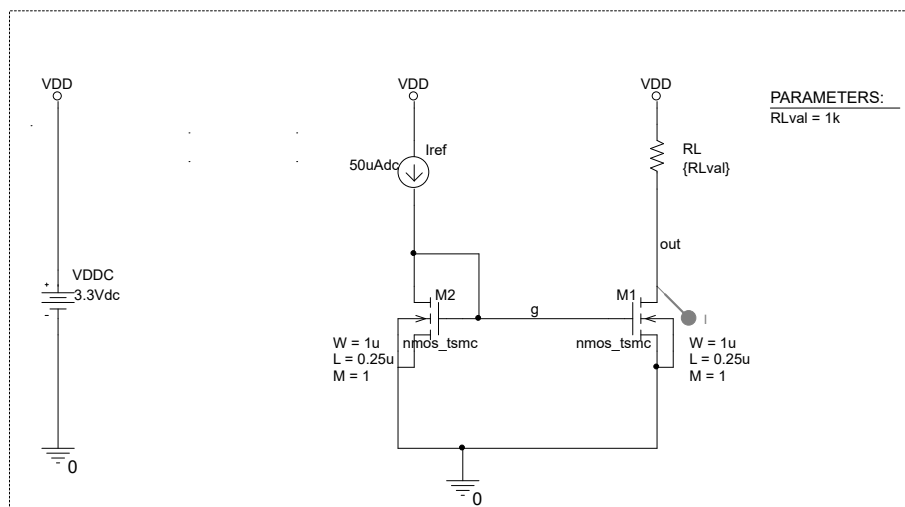 VDD
VDD
VDD
PARAMETERS:
RLval = 1k
Iref
50uAdc
RL
{RLval}
out
VDDC
+
3.3Vdc
-
M2
M1
g
I
nmos_tsmc
nmos_tsmc
W = 1u
L = 0.25u
M = 1
W = 1u
L = 0.25u
M = 1
0
0